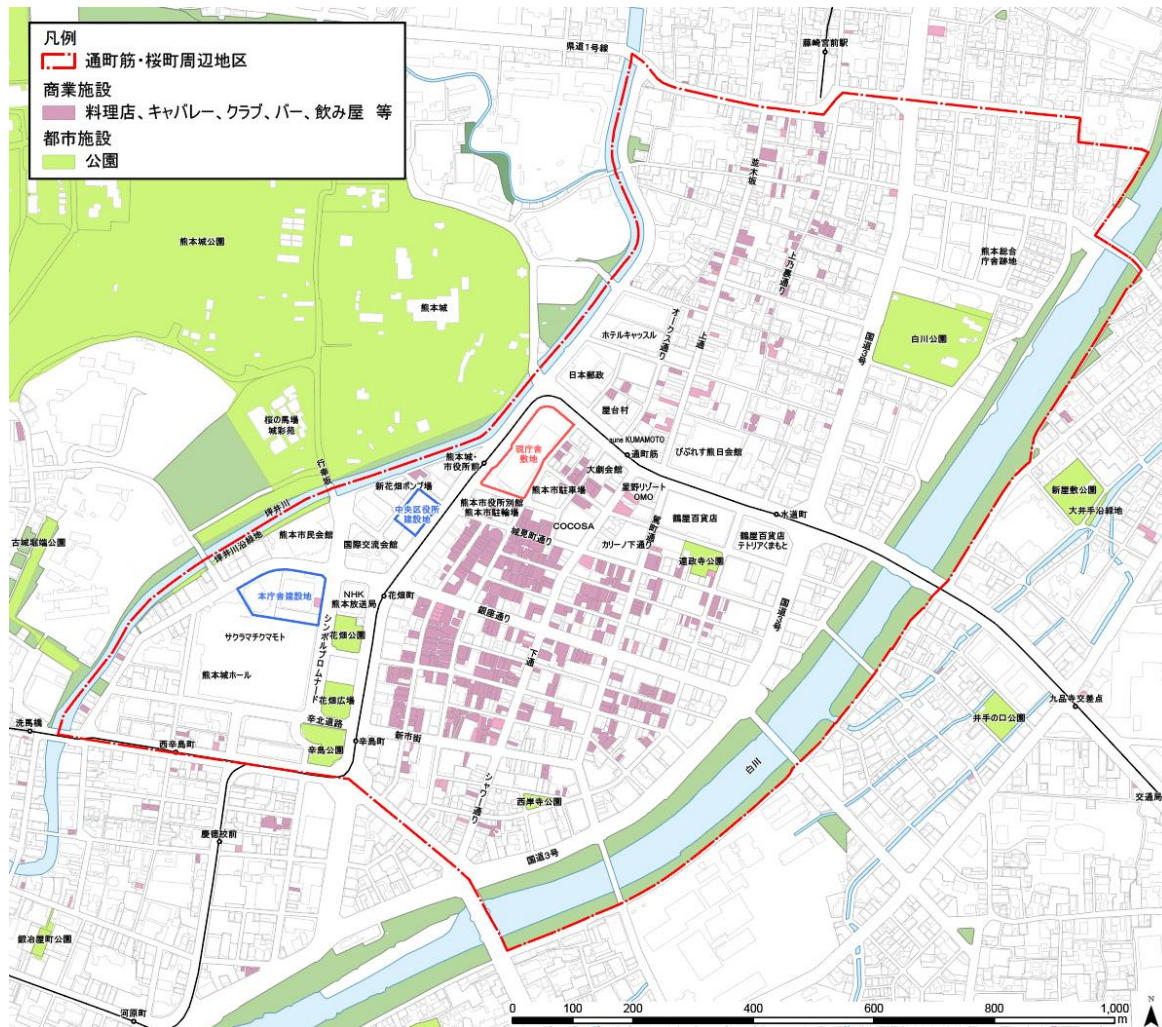 凡例
通町筋・桜町周辺地区
商業施設
料理店、キャバレー、クラブ、バー、飲み屋 等
都市施設
公園
県道1号線
藤崎宮前駅
並木坂
熊本総合
庁舎跡地
上乃裏通り
熊本城公園
熊本城
オークス通り
上通
国道3号
白川公園
ホテルキャッスル
日本郵政
屋台村
桜の馬場
城彩苑
行幸坂
熊本城・
市役所前
現庁舎
敷地
aune KUMAMOTO
通町筋
びぷれす熊日会館
大劇会館
新花畑ポンプ場
中央区役所
建設地
熊本市役所別館
熊本市駐輪場
熊本市駐車場
星野リゾート
OMO
新屋敷公園
大井手沿緑地
水道町
鶴屋百貨店
鶴屋百貨店
テトリアくまもと
COCOSA
城見町通り
カリーノ下通り
駕町通り
蓮政寺公園
坪井川
坪井川沿緑地
古城堀端公園
熊本市民会館
国際交流会館
本庁舎建設地
NHK
熊本放送局
花畑町
花畑公園
銀座通り
国道3号
サクラマチクマモト
シンボルプロムナード
下通
熊本城ホール
花畑広場
辛北道路
辛島公園
辛島町
新市街
洗馬橋
西辛島町
シャワー通り
西岸寺公園
白川
国道3号
九品寺交差点
井手の口公園
交通局
慶徳校前
鍛冶屋町公園
河原町
0 100 200 400 600 800 1,000
m
N